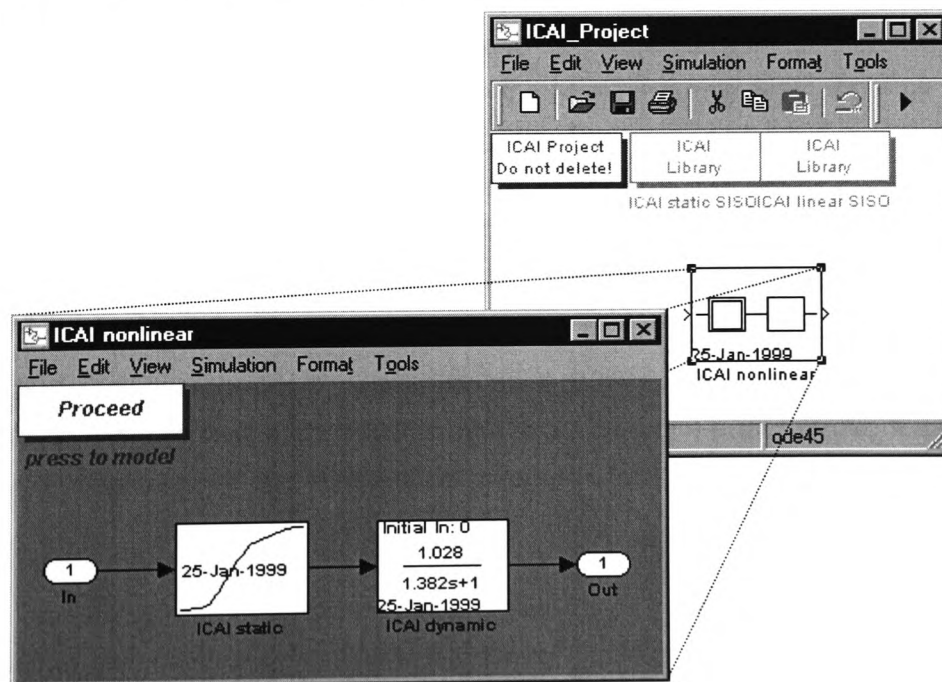 ICAI_Project
File Edit View Simulation Format Tools
ICAI Project
Do not delete!
ICAI
Library
ICAI
Library
ICAI static SISO
ICAI linear SISO
25-Jan-1999
ICAI nonlinear
ode45
ICAI nonlinear
File Edit View Simulation Format Tools
Proceed
press to model
1
In
25-Jan-1999
ICAI static
Initial In: 0
1.028
1.382s+1
25-Jan-1999
ICAI dynamic
1
Out